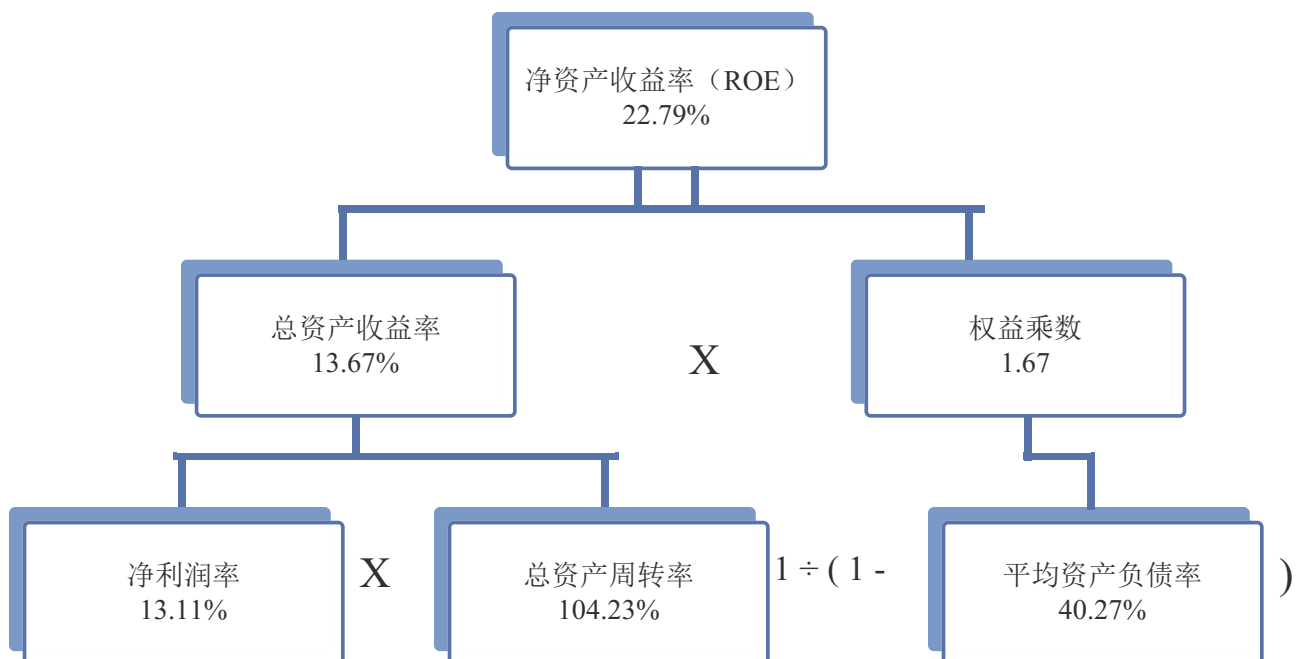 净资产收益率（ROE）
22.79%
总资产收益率
13.67%
X
权益乘数
1.67
净利润率
13.11%
X
总资产周转率
104.23%
1 ÷ ( 1 -
平均资产负债率
40.27%
)